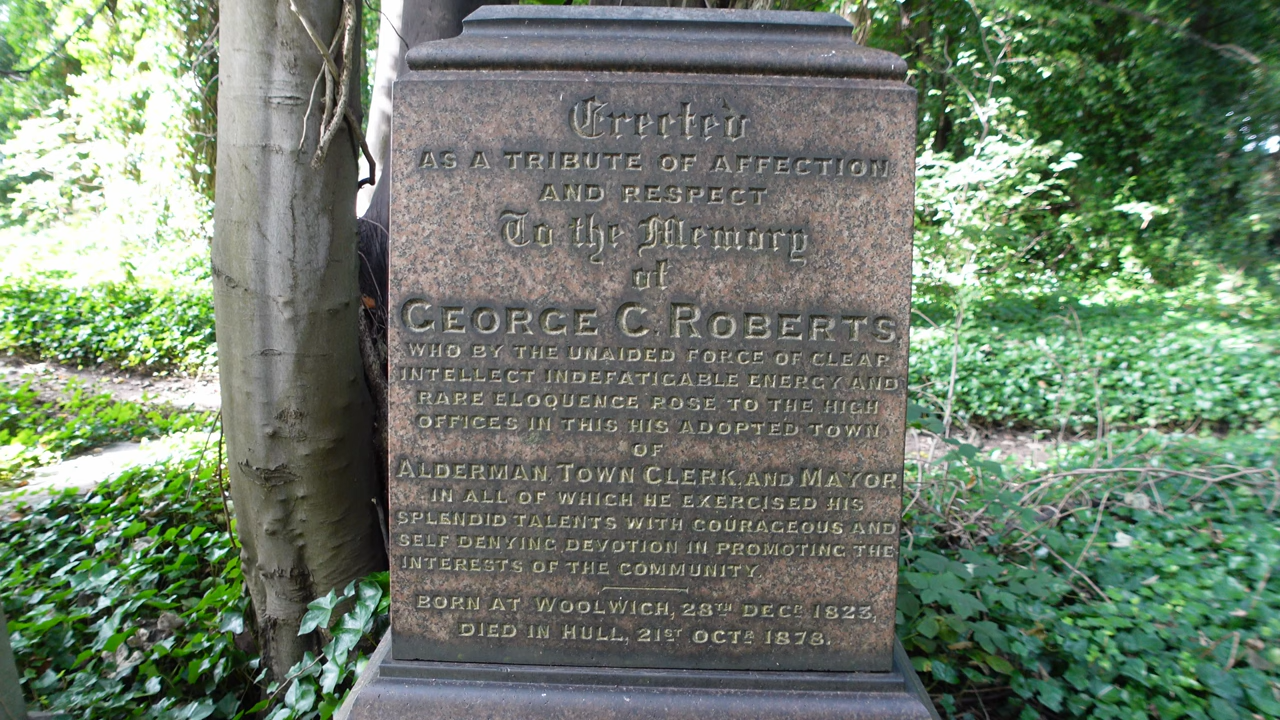 Erected
AS A TRIBUTE OF AFFECTION
AND RESPECT
To the Memory
of
GEORGE C. ROBERTS
WHO BY THE UNAIDED FORCE OF CLEAR
INTELLECT INDEFATIGABLE ENERGY AND
RARE ELOQUENCE ROSE TO THE HIGH
OFFICES IN THIS HIS ADOPTED TOWN,
OF
ALDERMAN, TOWN CLERK, AND MAYOR
IN ALL OF WHICH HE EXERCISED HIS
SPLENDID TALENTS WITH COURAGEOUS AND
SELF DENYING DEVOTION IN PROMOTING THE
INTERESTS OF THE COMMUNITY.
BORN AT WOOLWICH, 28TH DECR. 1823,
DIED IN HULL, 21ST OCTR. 1878.